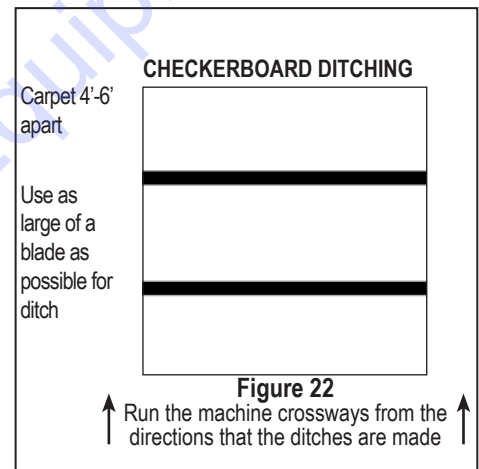 CHECKERBOARD DITCHING
Carpet 4’-6’
apart
Use as
large of a
blade as
possible for
ditch
Figure 22
Run the machine crossways from the
directions that the ditches are made